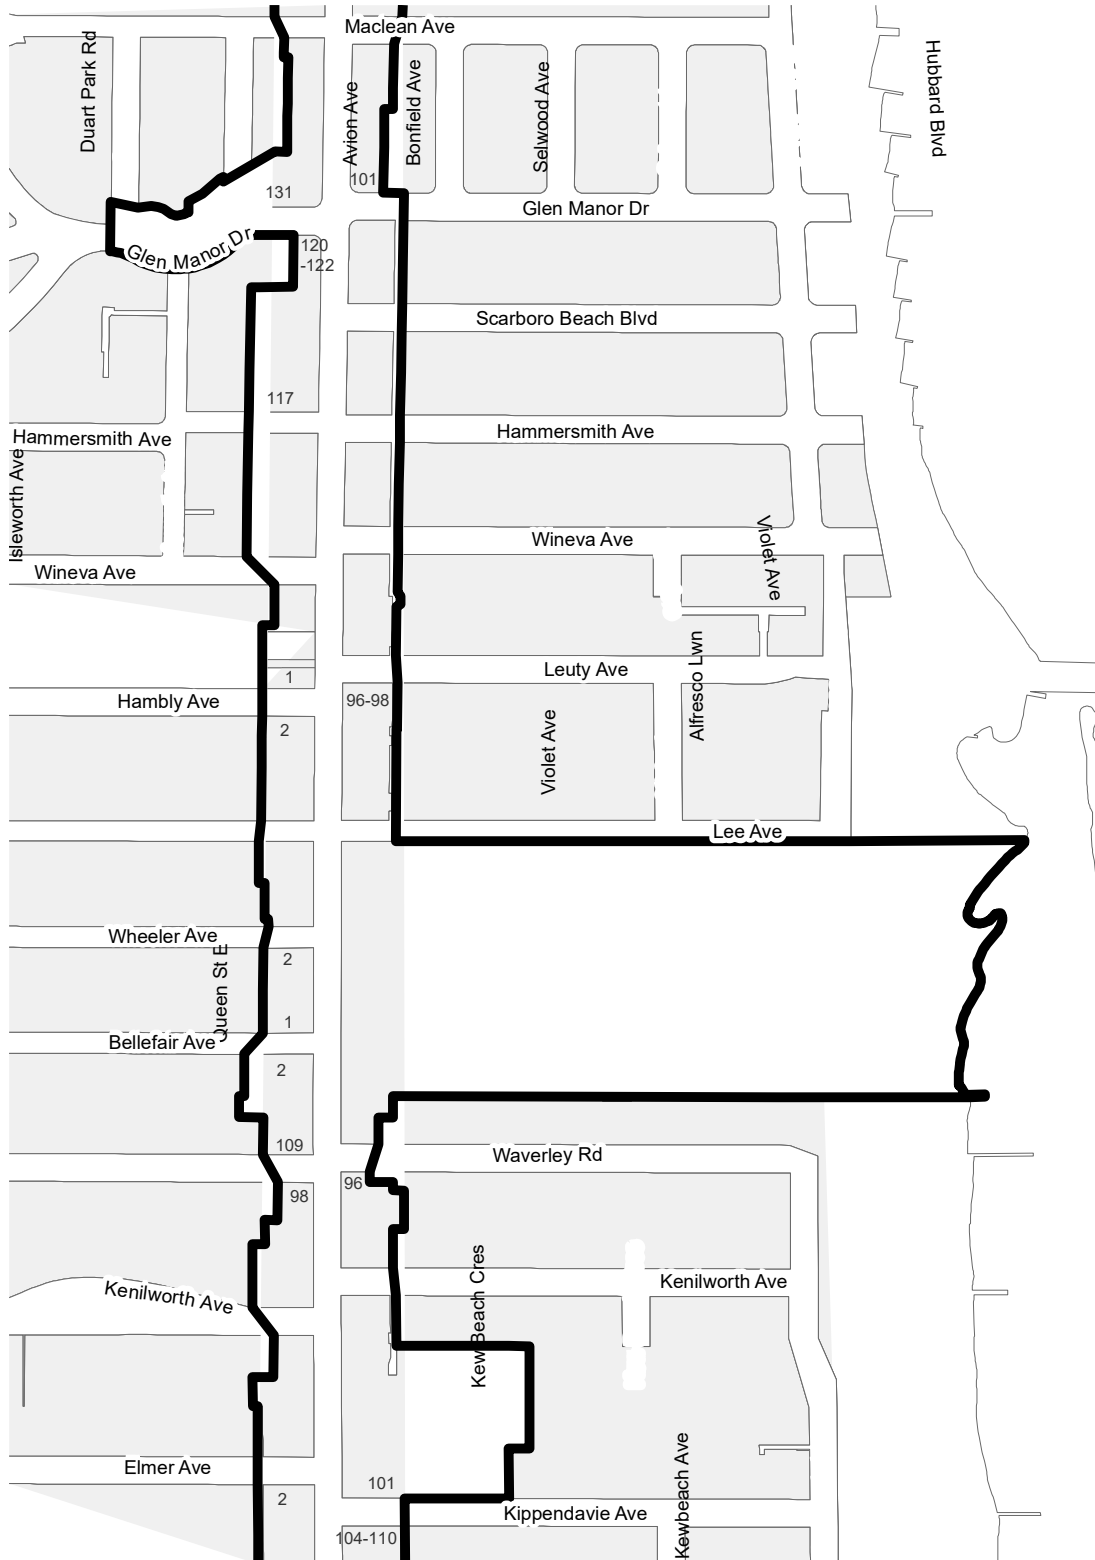 Maclean Ave
Duart Park Rd
Avion Ave
Bonfield Ave
Selwood Ave
Hubbard Blvd
101
131
Glen Manor Dr
Glen Manor Dr
120
-122
Scarboro Beach Blvd
117
Hammersmith Ave
Hammersmith Ave
Isleworth Ave
Wineva Ave
Violet Ave
Wineva Ave
Leuty Ave
Alfresco Lwn
1
Hambly Ave
96-98
2
Violet Ave
Lee Ave
Wheeler Ave
Queen St E
2
1
Bellefair Ave
2
109
Waverley Rd
96
98
Kew Beach Cres
Kenilworth Ave
Kenilworth Ave
Elmer Ave
101
2
Kewbeach Ave
Kippendavie Ave
104-110